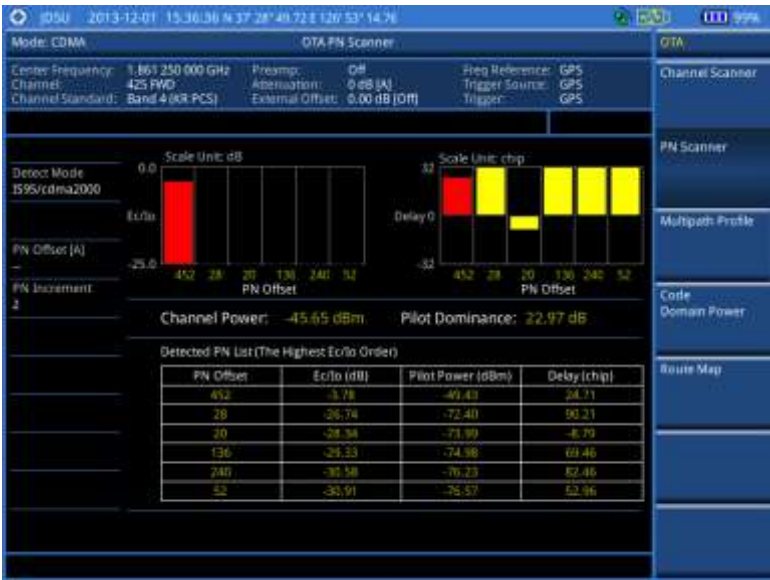 JDSU 2013-12-01 15:36:36 N 37° 28' 49.72 E 126° 53' 14.76 99%
Mode: CDMA OTA PN Scanner OTA
Center Frequency: 1.861 250 000 GHz Preamp: Off Freq Reference: GPS
Channel: 425 FWD Attenuation: 0 dB [A] Trigger Source: GPS
Channel Standard: Band 4 (KR PCS) External Offset: 0.00 dB [Off] Trigger: GPS
Channel Scanner
PN Scanner
Multipath Profile
Code
Domain Power
Route Map
Detect Mode
IS95/cdma2000
PN Offset [A]
--
PN Increment
2
Scale Unit: dB
0.0
Ec/Io
-25.0
452 28 20 136 240 52
PN Offset
Scale Unit: chip
32
Delay 0
-32
452 28 20 136 240 52
PN Offset
Channel Power: -45.65 dBm Pilot Dominance: 22.97 dB
Detected PN List (The Highest Ec/Io Order)
PN Offset Ec/Io (dB) Pilot Power (dBm) Delay (chip)
452 -3.78 -49.43 24.71
28 -26.74 -72.40 90.21
20 -28.34 -73.99 -8.79
136 -29.33 -74.98 69.46
240 -30.58 -76.23 82.46
52 -30.91 -76.57 52.96